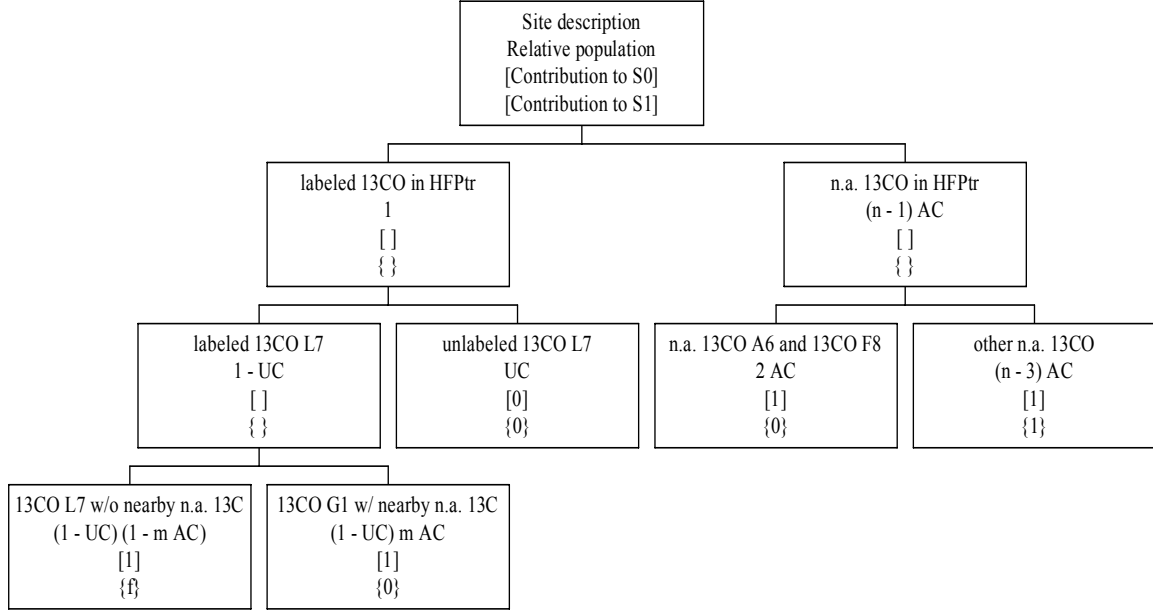 Site description
Relative population
[Contribution to S0]
[Contribution to S1]
labeled 13CO in HFPtr
1
[ ]
{ }
n.a. 13CO in HFPtr
(n - 1) AC
[ ]
{ }
labeled 13CO L7
1 - UC
[ ]
{ }
unlabeled 13CO L7
UC
[0]
{0}
n.a. 13CO A6 and 13CO F8
2 AC
[1]
{0}
other n.a. 13CO
(n - 3) AC
[1]
{1}
13CO L7 w/o nearby n.a. 13C
(1 - UC) (1 - m AC)
[1]
{f}
13CO G1 w/ nearby n.a. 13C
(1 - UC) m AC
[1]
{0}